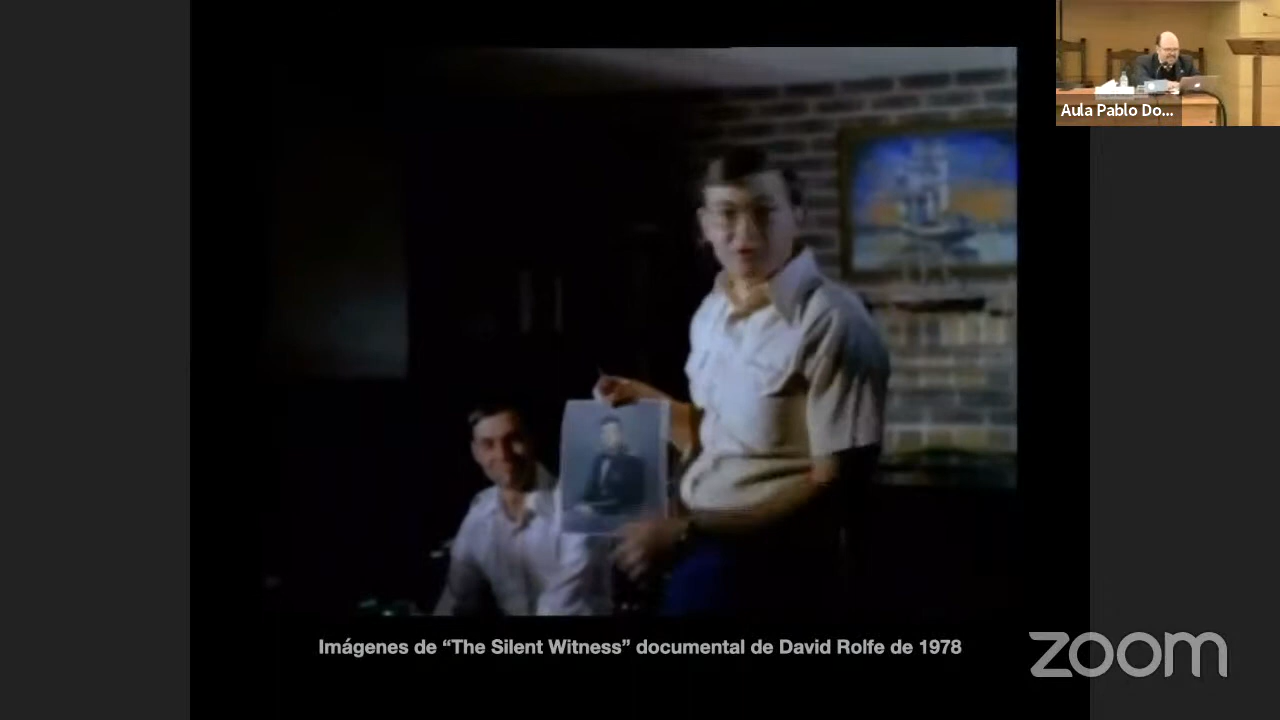 Aula Pablo Do...
Imágenes de “The Silent Witness” documental de David Rolfe de 1978
zoom